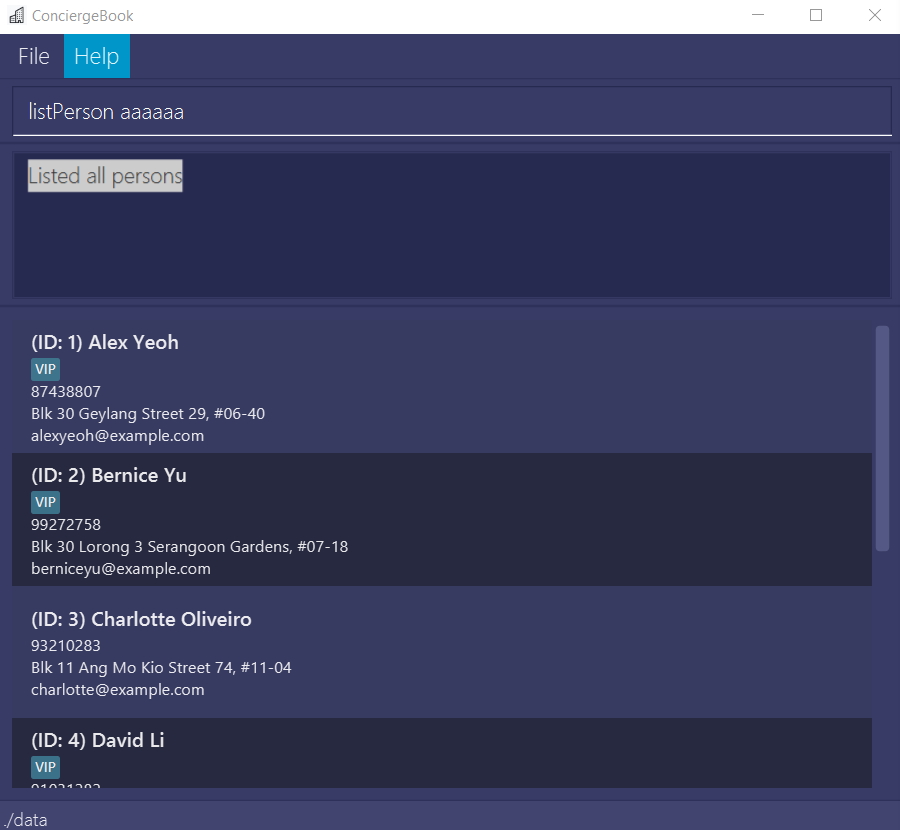 ConciergeBook
File Help
listPerson aaaaaa
Listed all persons
(ID: 1) Alex Yeoh
VIP
87438807
Blk 30 Geylang Street 29, #06-40
alexyeoh@example.com
(ID: 2) Bernice Yu
VIP
99272758
Blk 30 Lorong 3 Serangoon Gardens, #07-18
berniceyu@example.com
(ID: 3) Charlotte Oliveiro
93210283
Blk 11 Ang Mo Kio Street 74, #11-04
charlotte@example.com
(ID: 4) David Li
VIP
./data